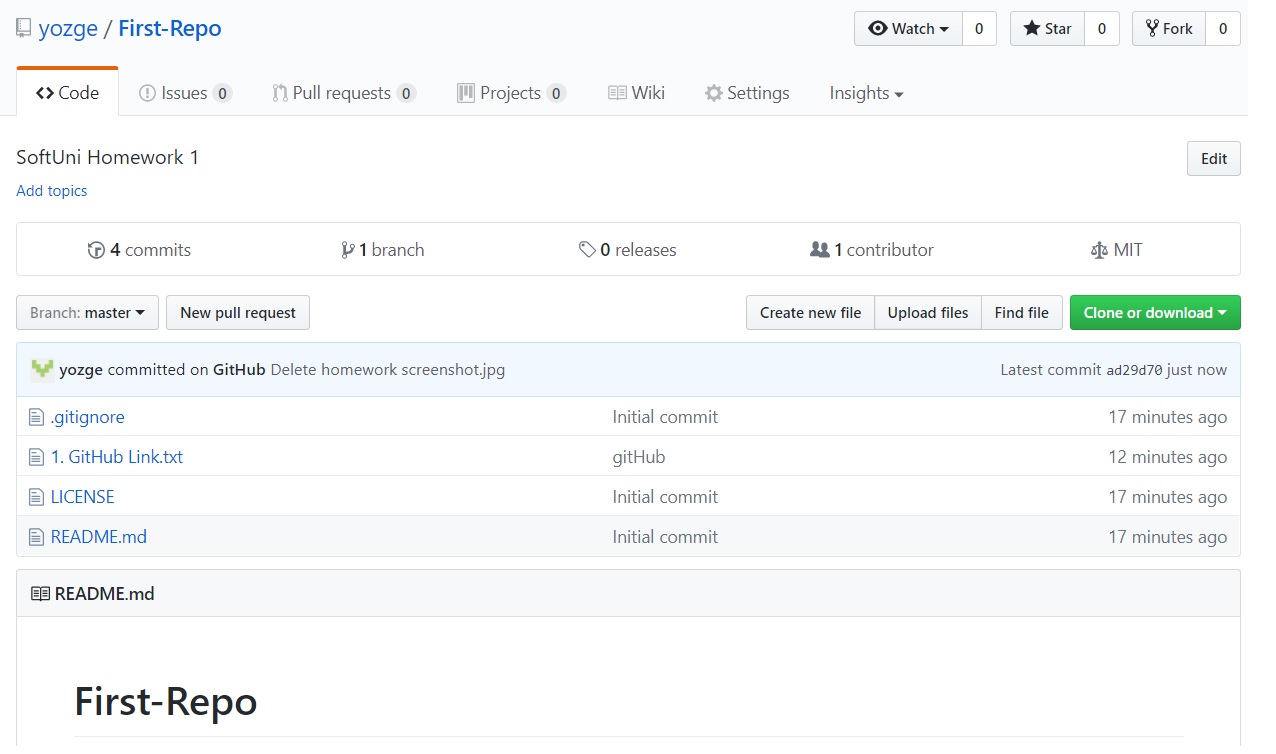 yozge / First-Repo
Watch 0 Star 0 Fork 0
Code Issues 0 Pull requests 0 Projects 0 Wiki Settings Insights
SoftUni Homework 1
Edit
Add topics
4 commits 1 branch 0 releases 1 contributor MIT
Branch: master New pull request Create new file Upload files Find file Clone or download
yozge committed on GitHub Delete homework screenshot.jpg Latest commit ad29d70 just now
.gitignore Initial commit 17 minutes ago
1. GitHub Link.txt gitHub 12 minutes ago
LICENSE Initial commit 17 minutes ago
README.md Initial commit 17 minutes ago
README.md
First-Repo